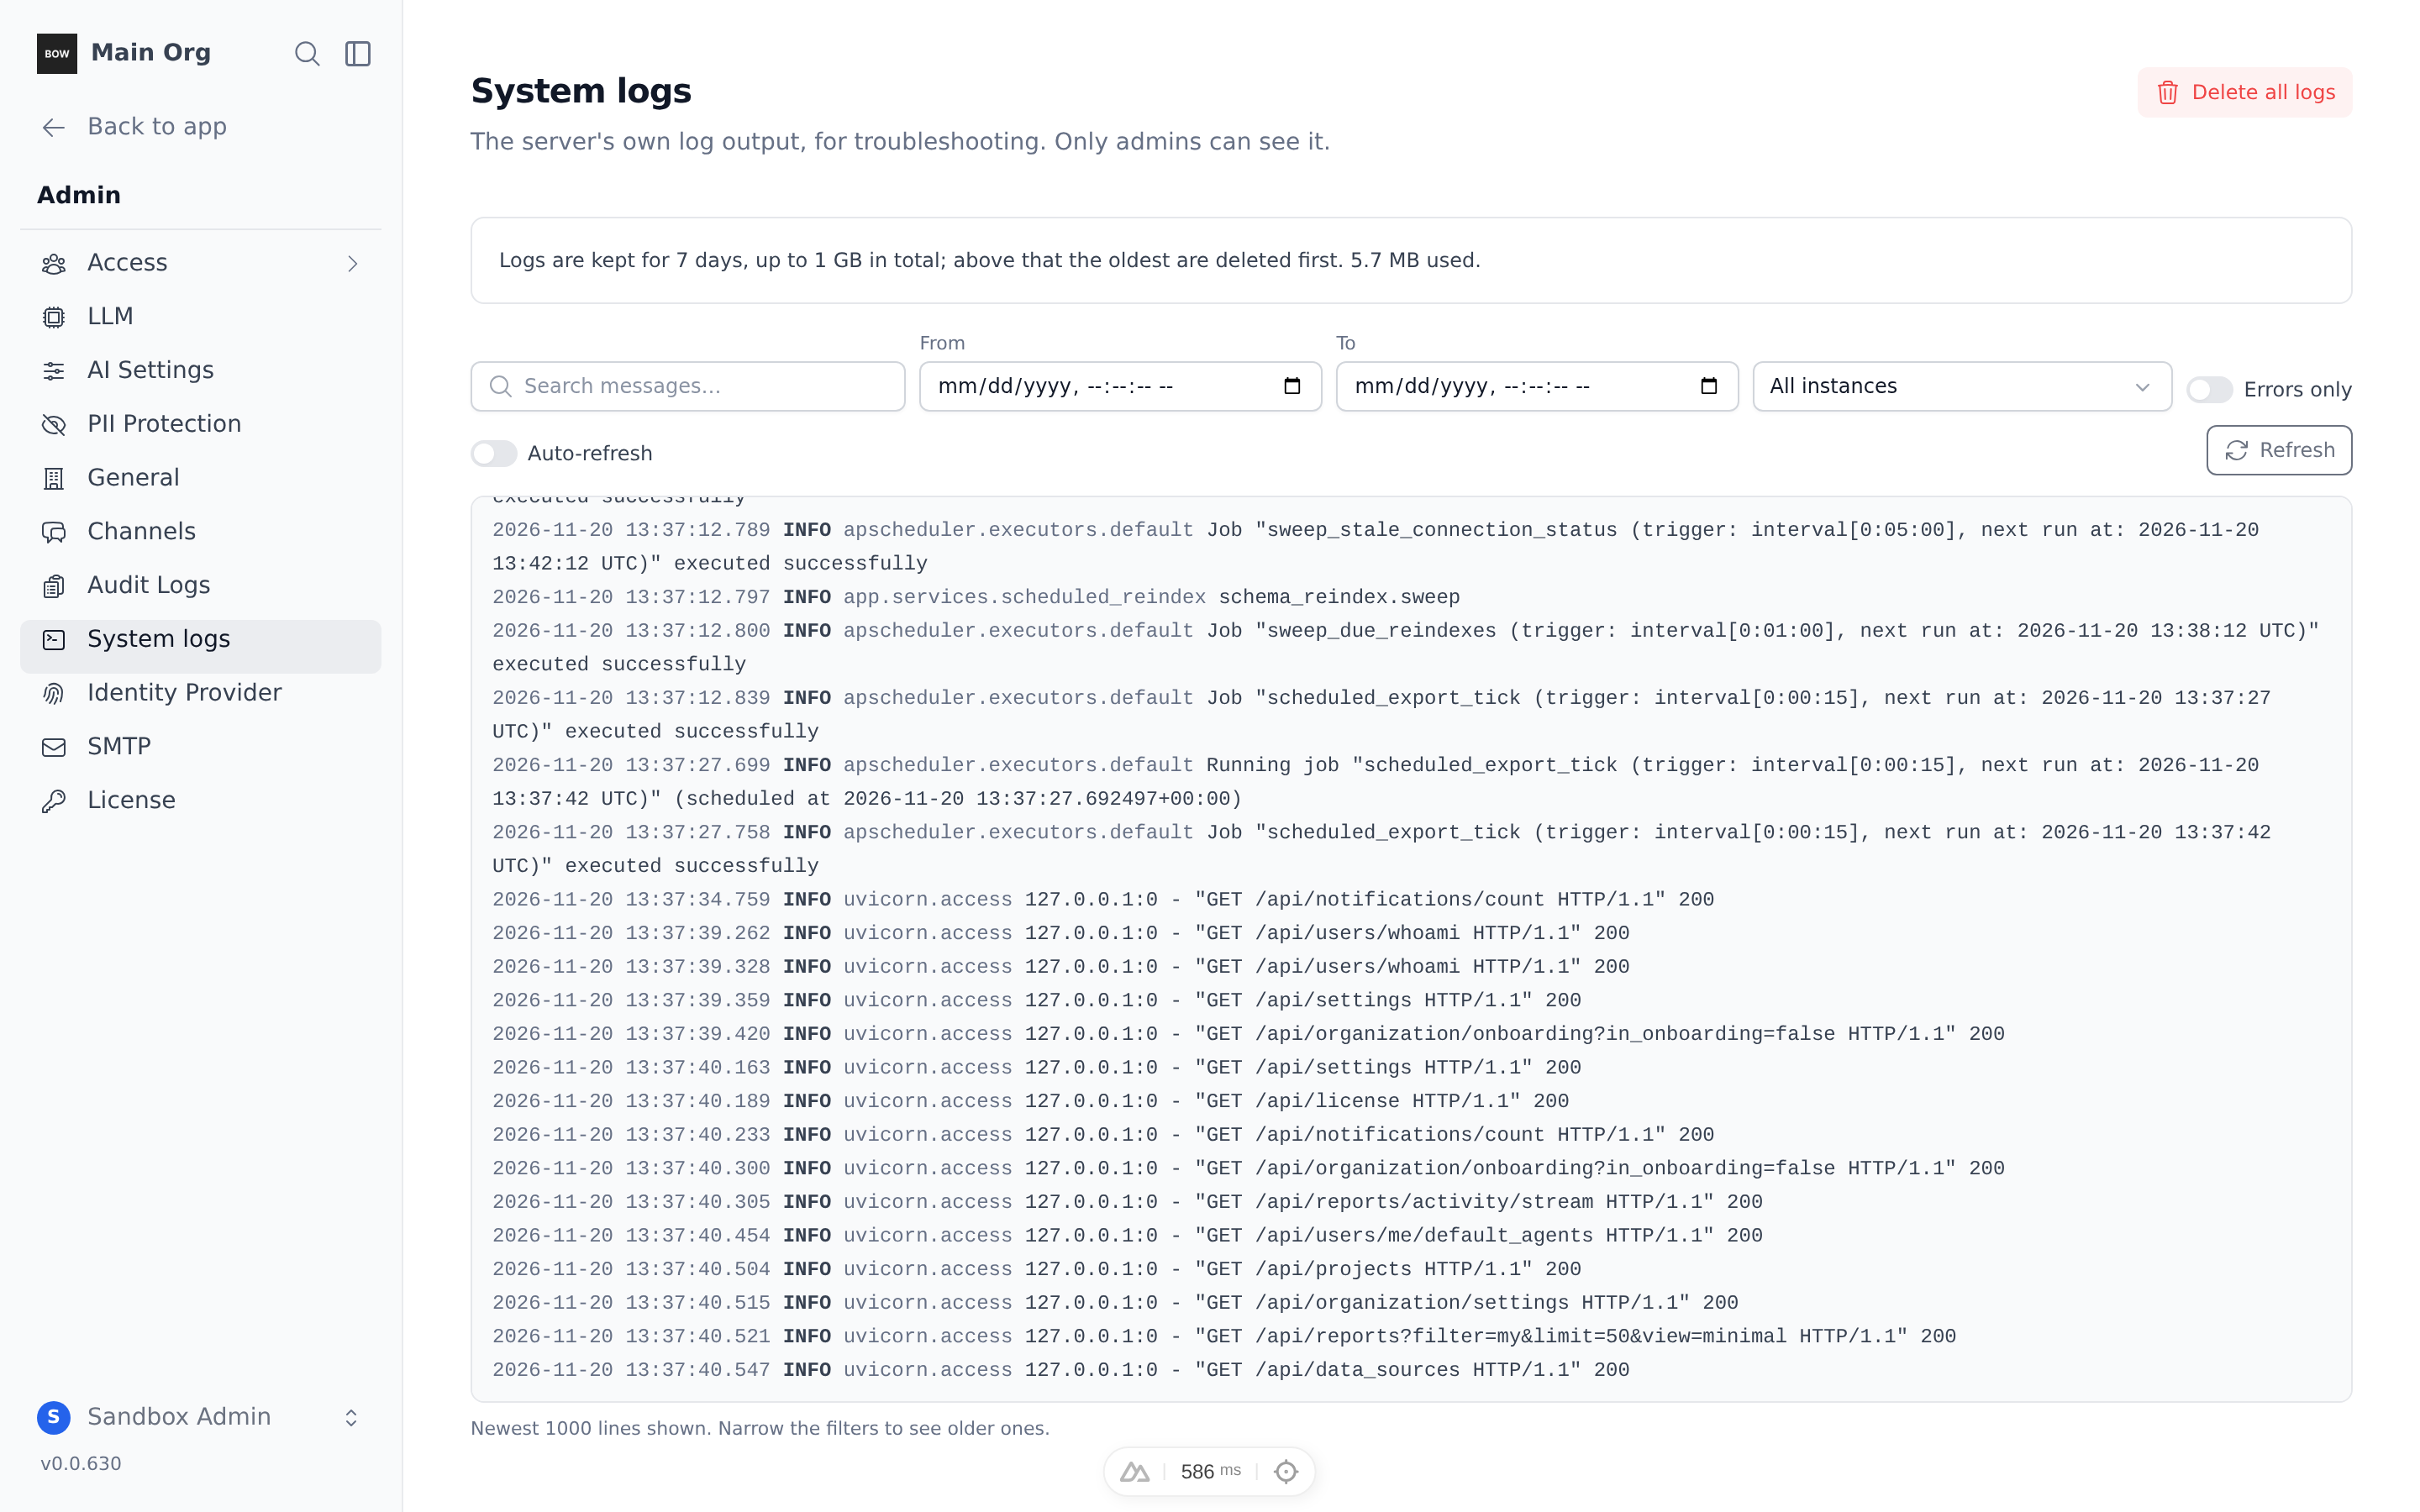 BOW Main Org
Back to app
Admin
Access
LLM
AI Settings
PII Protection
General
Channels
Audit Logs
System logs
Identity Provider
SMTP
License
S Sandbox Admin
v0.0.630
System logs
Delete all logs
The server's own log output, for troubleshooting. Only admins can see it.
Logs are kept for 7 days, up to 1 GB in total; above that the oldest are deleted first. 5.7 MB used.
From
To
Search messages...
mm/dd/yyyy, --:--:-- --
mm/dd/yyyy, --:--:-- --
All instances
Errors only
Auto-refresh
Refresh
executed successfully
2026-11-20 13:37:12.789 INFO apscheduler.executors.default Job "sweep_stale_connection_status (trigger: interval[0:05:00], next run at: 2026-11-20
13:42:12 UTC)" executed successfully
2026-11-20 13:37:12.797 INFO app.services.scheduled_reindex schema_reindex.sweep
2026-11-20 13:37:12.800 INFO apscheduler.executors.default Job "sweep_due_reindexes (trigger: interval[0:01:00], next run at: 2026-11-20 13:38:12 UTC)"
executed successfully
2026-11-20 13:37:12.839 INFO apscheduler.executors.default Job "scheduled_export_tick (trigger: interval[0:00:15], next run at: 2026-11-20 13:37:27
UTC)" executed successfully
2026-11-20 13:37:27.699 INFO apscheduler.executors.default Running job "scheduled_export_tick (trigger: interval[0:00:15], next run at: 2026-11-20
13:37:42 UTC)" (scheduled at 2026-11-20 13:37:27.692497+00:00)
2026-11-20 13:37:27.758 INFO apscheduler.executors.default Job "scheduled_export_tick (trigger: interval[0:00:15], next run at: 2026-11-20 13:37:42
UTC)" executed successfully
2026-11-20 13:37:34.759 INFO uvicorn.access 127.0.0.1:0 - "GET /api/notifications/count HTTP/1.1" 200
2026-11-20 13:37:39.262 INFO uvicorn.access 127.0.0.1:0 - "GET /api/users/whoami HTTP/1.1" 200
2026-11-20 13:37:39.328 INFO uvicorn.access 127.0.0.1:0 - "GET /api/users/whoami HTTP/1.1" 200
2026-11-20 13:37:39.359 INFO uvicorn.access 127.0.0.1:0 - "GET /api/settings HTTP/1.1" 200
2026-11-20 13:37:39.420 INFO uvicorn.access 127.0.0.1:0 - "GET /api/organization/onboarding?in_onboarding=false HTTP/1.1" 200
2026-11-20 13:37:40.163 INFO uvicorn.access 127.0.0.1:0 - "GET /api/settings HTTP/1.1" 200
2026-11-20 13:37:40.189 INFO uvicorn.access 127.0.0.1:0 - "GET /api/license HTTP/1.1" 200
2026-11-20 13:37:40.233 INFO uvicorn.access 127.0.0.1:0 - "GET /api/notifications/count HTTP/1.1" 200
2026-11-20 13:37:40.300 INFO uvicorn.access 127.0.0.1:0 - "GET /api/organization/onboarding?in_onboarding=false HTTP/1.1" 200
2026-11-20 13:37:40.305 INFO uvicorn.access 127.0.0.1:0 - "GET /api/reports/activity/stream HTTP/1.1" 200
2026-11-20 13:37:40.454 INFO uvicorn.access 127.0.0.1:0 - "GET /api/users/me/default_agents HTTP/1.1" 200
2026-11-20 13:37:40.504 INFO uvicorn.access 127.0.0.1:0 - "GET /api/projects HTTP/1.1" 200
2026-11-20 13:37:40.515 INFO uvicorn.access 127.0.0.1:0 - "GET /api/organization/settings HTTP/1.1" 200
2026-11-20 13:37:40.521 INFO uvicorn.access 127.0.0.1:0 - "GET /api/reports?filter=my&limit=50&view=minimal HTTP/1.1" 200
2026-11-20 13:37:40.547 INFO uvicorn.access 127.0.0.1:0 - "GET /api/data_sources HTTP/1.1" 200
Newest 1000 lines shown. Narrow the filters to see older ones.
586 ms